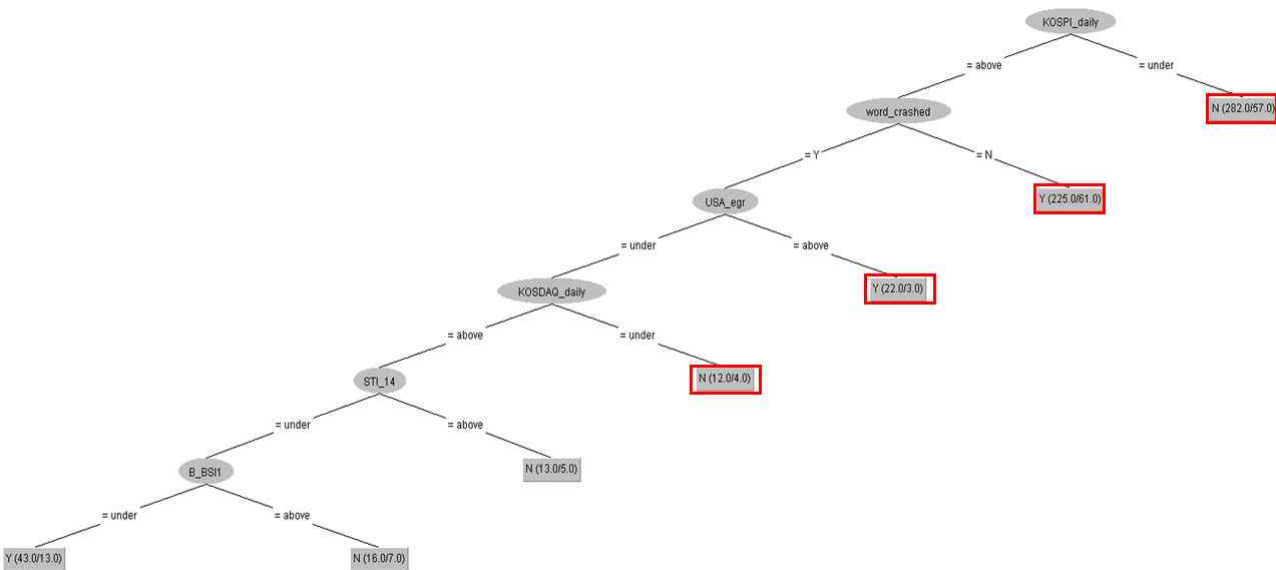 KOSPI_daily
= above
= under
word_crashed
N (282.0/57.0)
= Y
= N
USA_egr
Y (225.0/61.0)
= under
= above
KOSDAQ_daily
Y (22.0/3.0)
= above
= under
STI_14
N (12.0/4.0)
= under
= above
B_BSI1
N (13.0/5.0)
= under
= above
Y (43.0/13.0)
N (16.0/7.0)